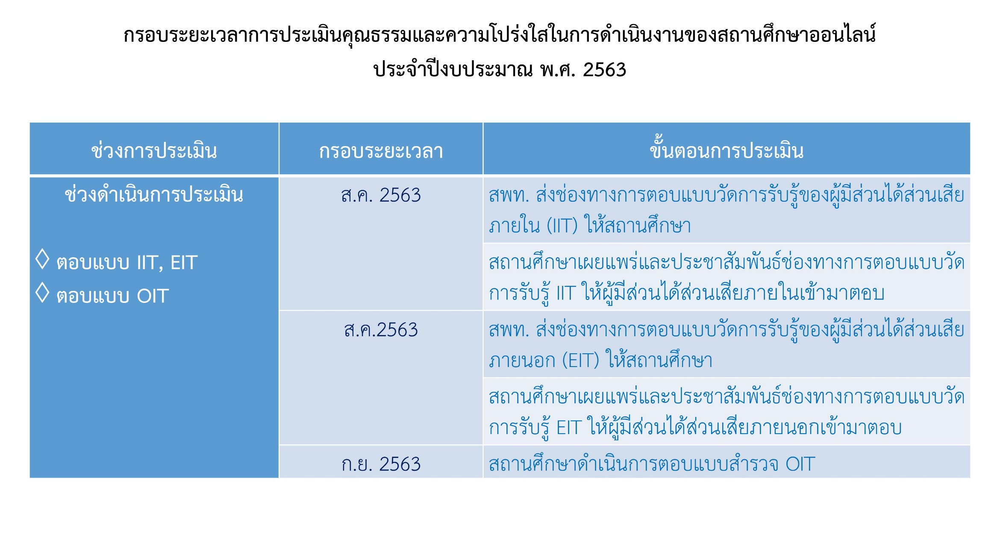 กรอบระยะเวลาการประเมินคุณธรรมและความโปร่งใสในการดำเนินงานของสถานศึกษาออนไลน์
ประจำปีงบประมาณ พ.ศ. 2563
ช่วงการประเมิน
กรอบระยะเวลา
ขั้นตอนการประเมิน
ช่วงดำเนินการประเมิน
◊ ตอบแบบ IIT, EIT
◊ ตอบแบบ OIT
ส.ค. 2563
สพท. ส่งช่องทางการตอบแบบวัดการรับรู้ของผู้มีส่วนได้ส่วนเสีย
ภายใน (IIT) ให้สถานศึกษา
สถานศึกษาเผยแพร่และประชาสัมพันธ์ช่องทางการตอบแบบวัด
การรับรู้ IIT ให้ผู้มีส่วนได้ส่วนเสียภายในเข้ามาตอบ
ส.ค.2563
สพท. ส่งช่องทางการตอบแบบวัดการรับรู้ของผู้มีส่วนได้ส่วนเสีย
ภายนอก (EIT) ให้สถานศึกษา
สถานศึกษาเผยแพร่และประชาสัมพันธ์ช่องทางการตอบแบบวัด
การรับรู้ EIT ให้ผู้มีส่วนได้ส่วนเสียภายนอกเข้ามาตอบ
ก.ย. 2563
สถานศึกษาดำเนินการตอบแบบสำรวจ OIT